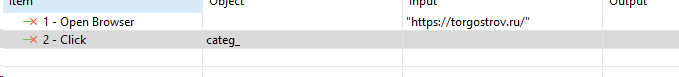 Item Object Input Output
1 - Open Browser "https://torgostrov.ru/"
2 - Click categ_